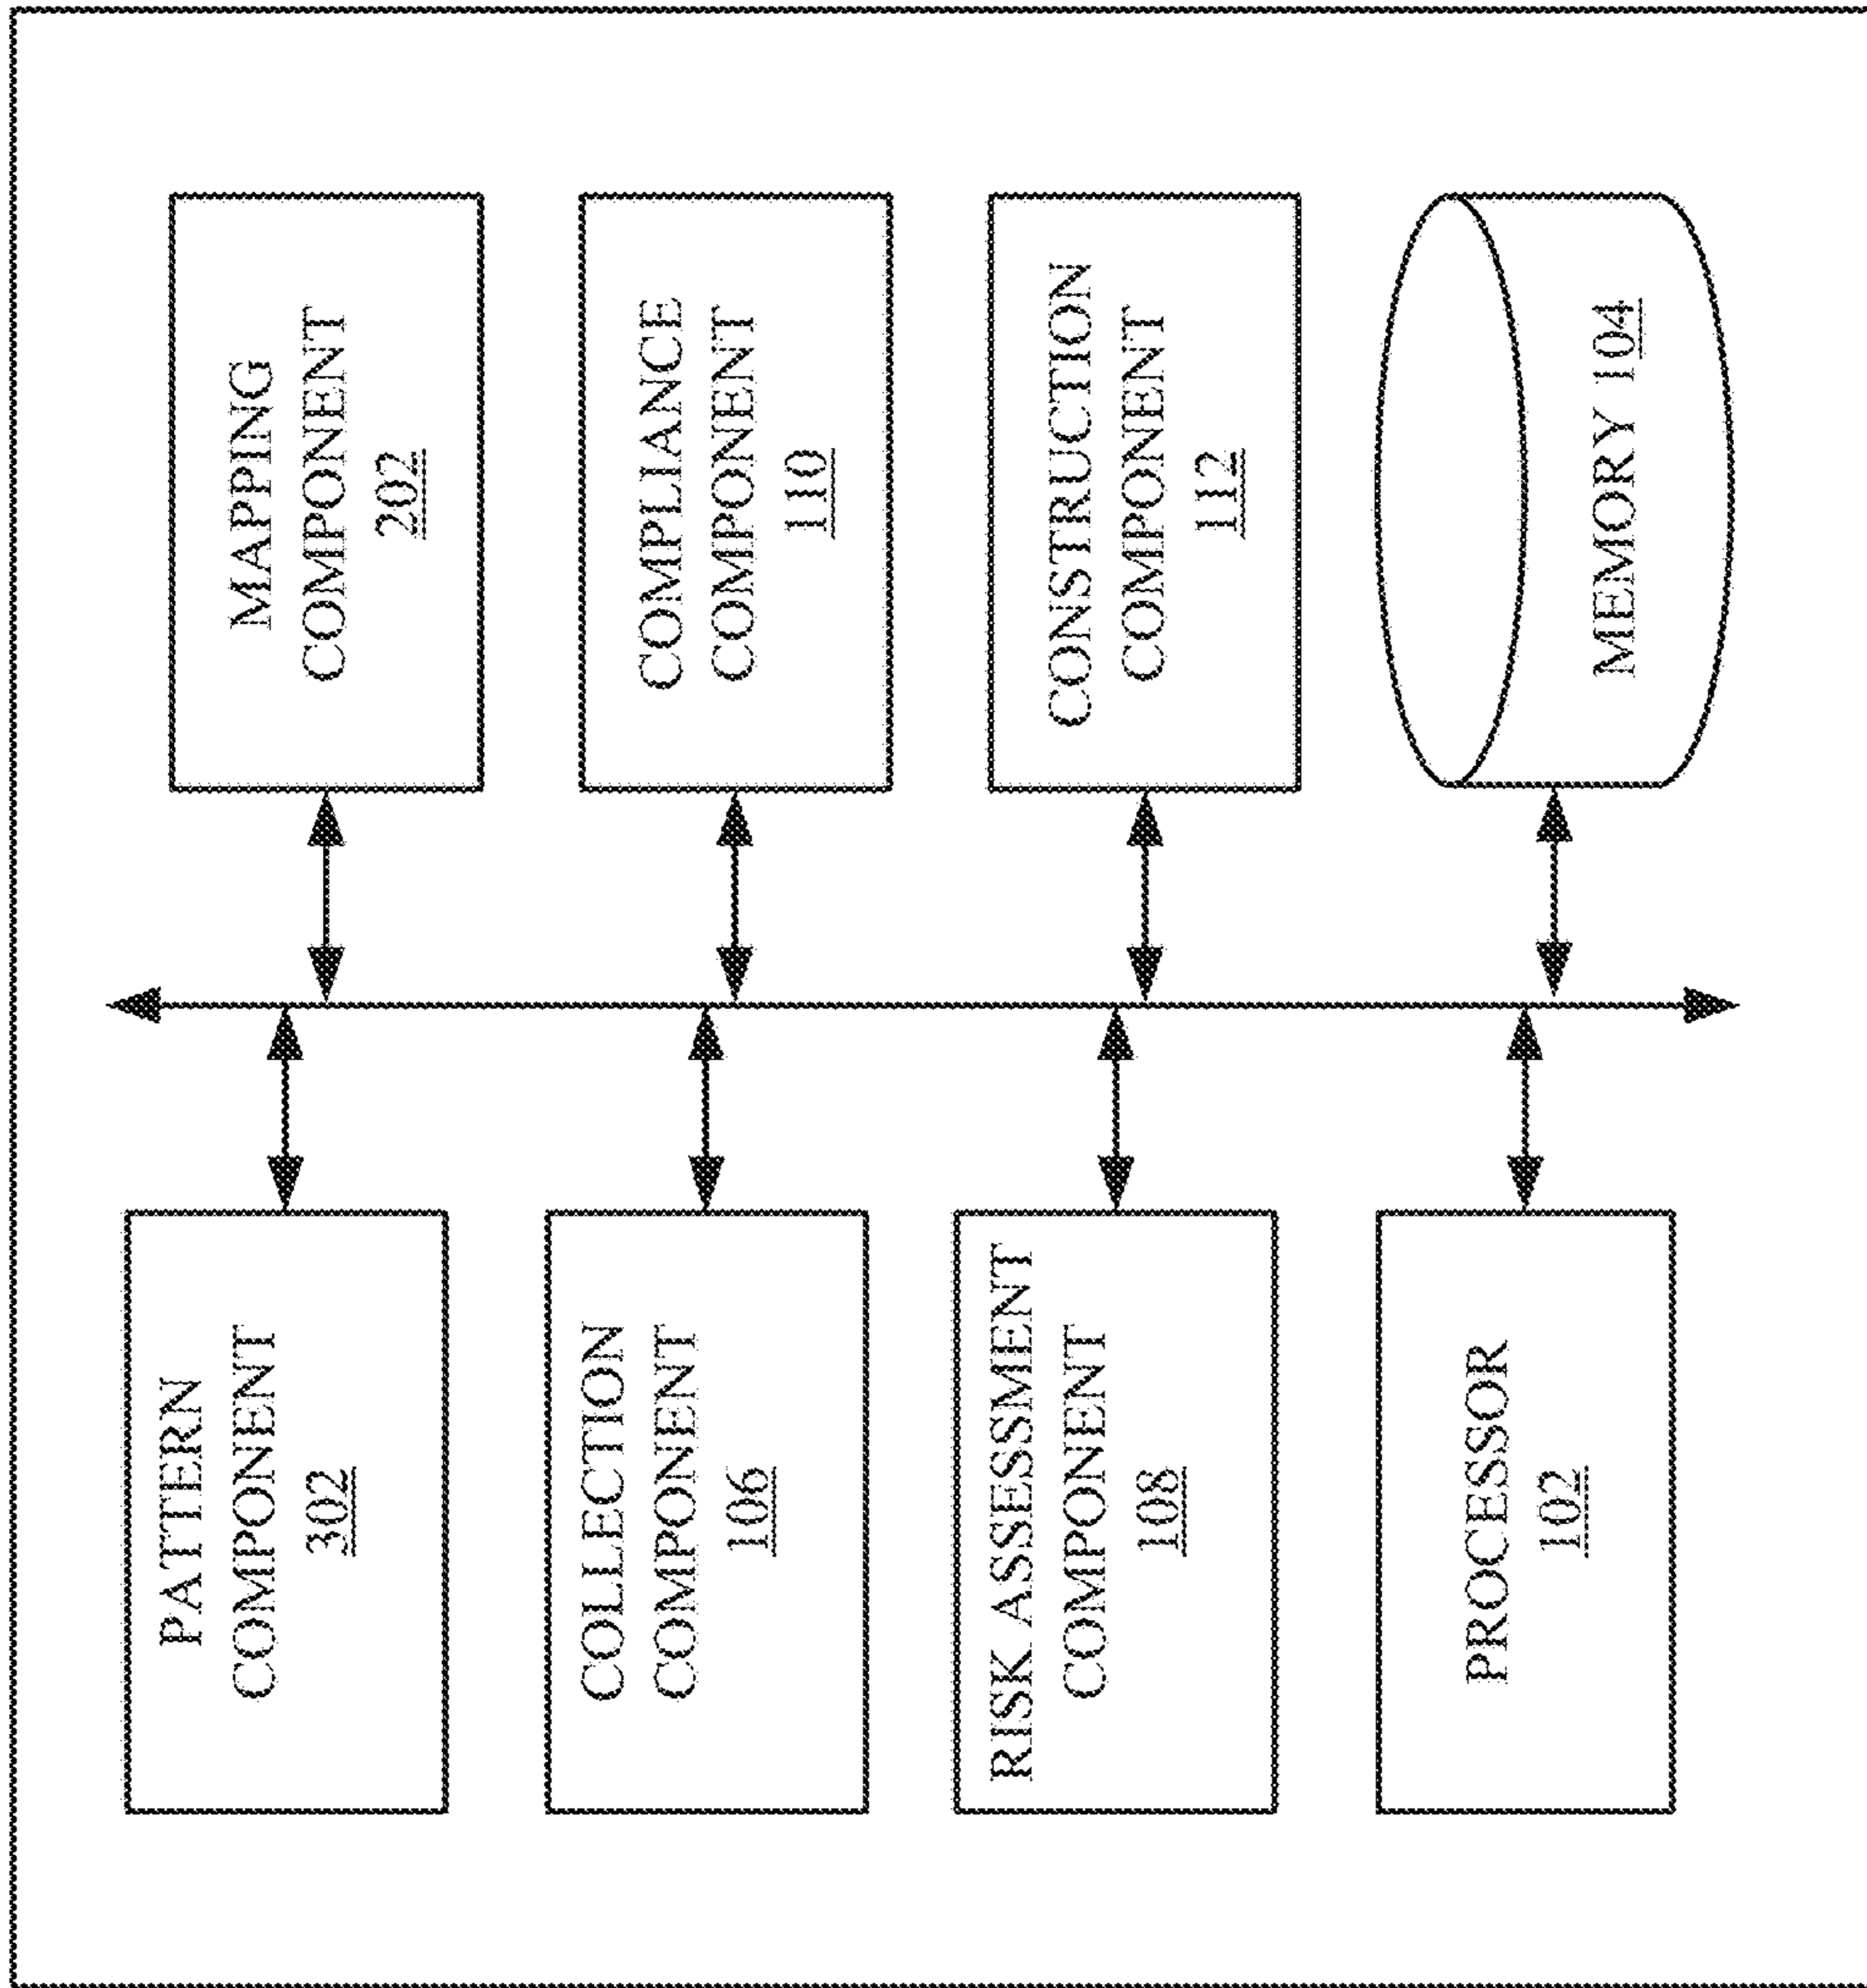 PATTERN
COMPONENT
302
MAPPING
COMPONENT
202
COLLECTION
COMPONENT
106
COMPLIANCE
COMPONENT
110
RISK ASSESSMENT
COMPONENT
108
CONSTRUCTION
COMPONENT
112
PROCESSOR
102
MEMORY 104